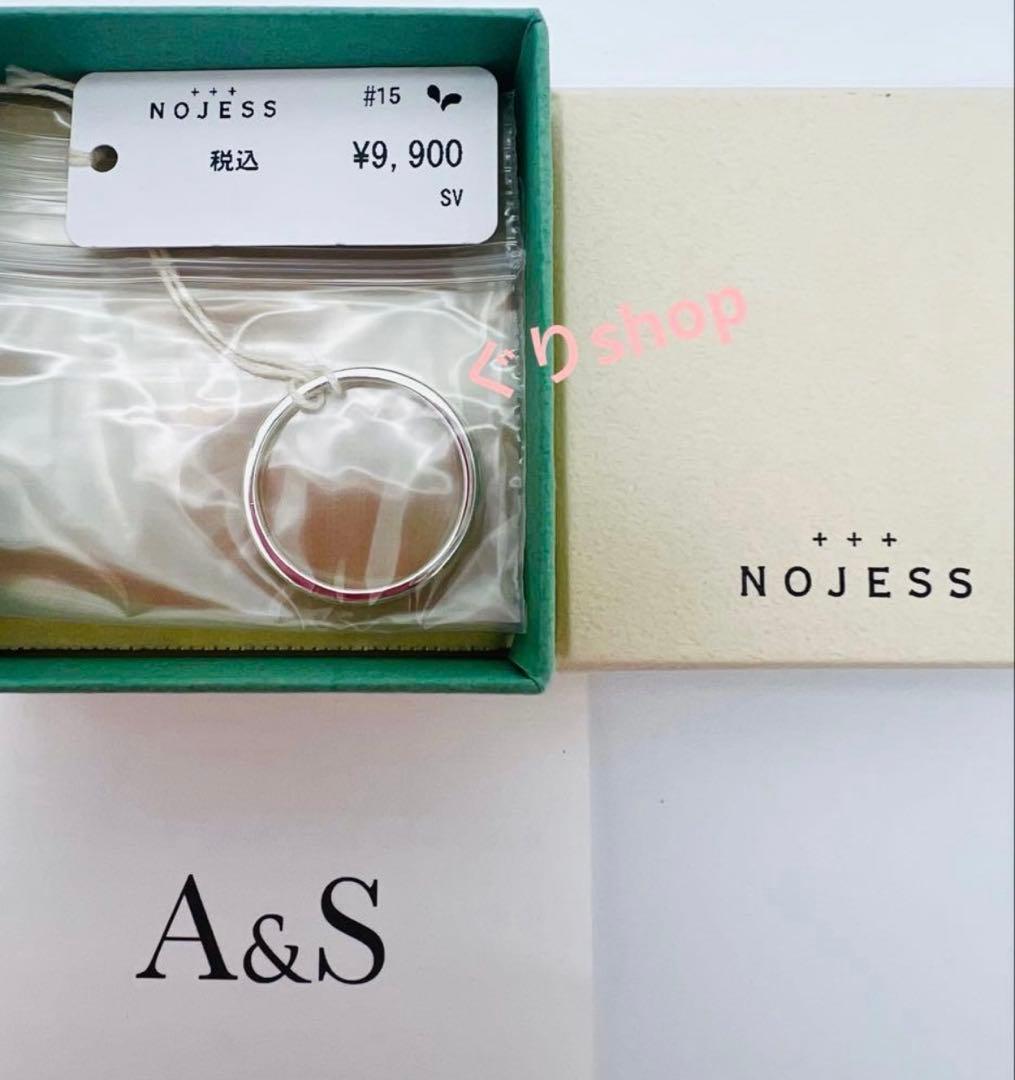 + + +
NOJESS
#15
税込
¥9,900
SV
ぐりshop
+ + +
NOJESS
A&S